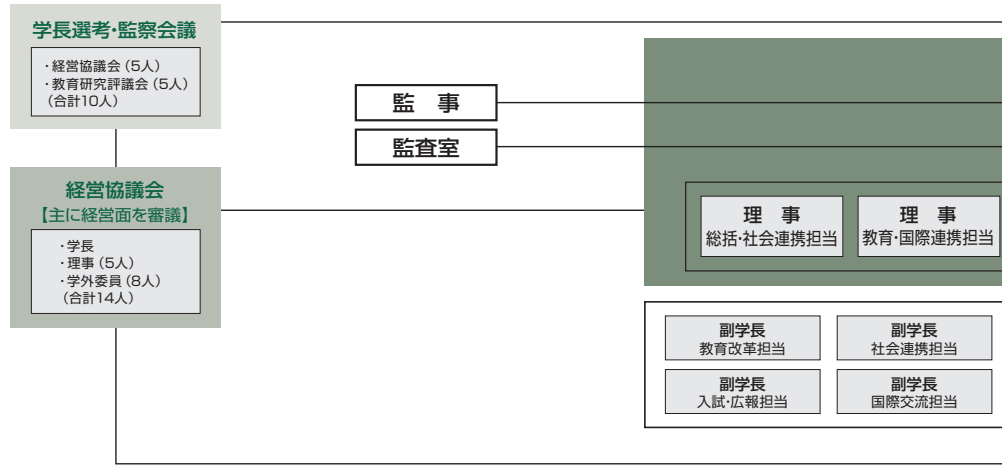 学長選考・監察会議
・経営協議会(5人)
・教育研究評議会(5人)
(合計10人)
監　事
監査室
経営協議会
【主に経営面を審議】
・学長
・理事(5人)
・学外委員(8人)
(合計14人)
理　事
総括・社会連携担当
理　事
教育・国際連携担当
副学長
教育改革担当
副学長
社会連携担当
副学長
入試・広報担当
副学長
国際交流担当